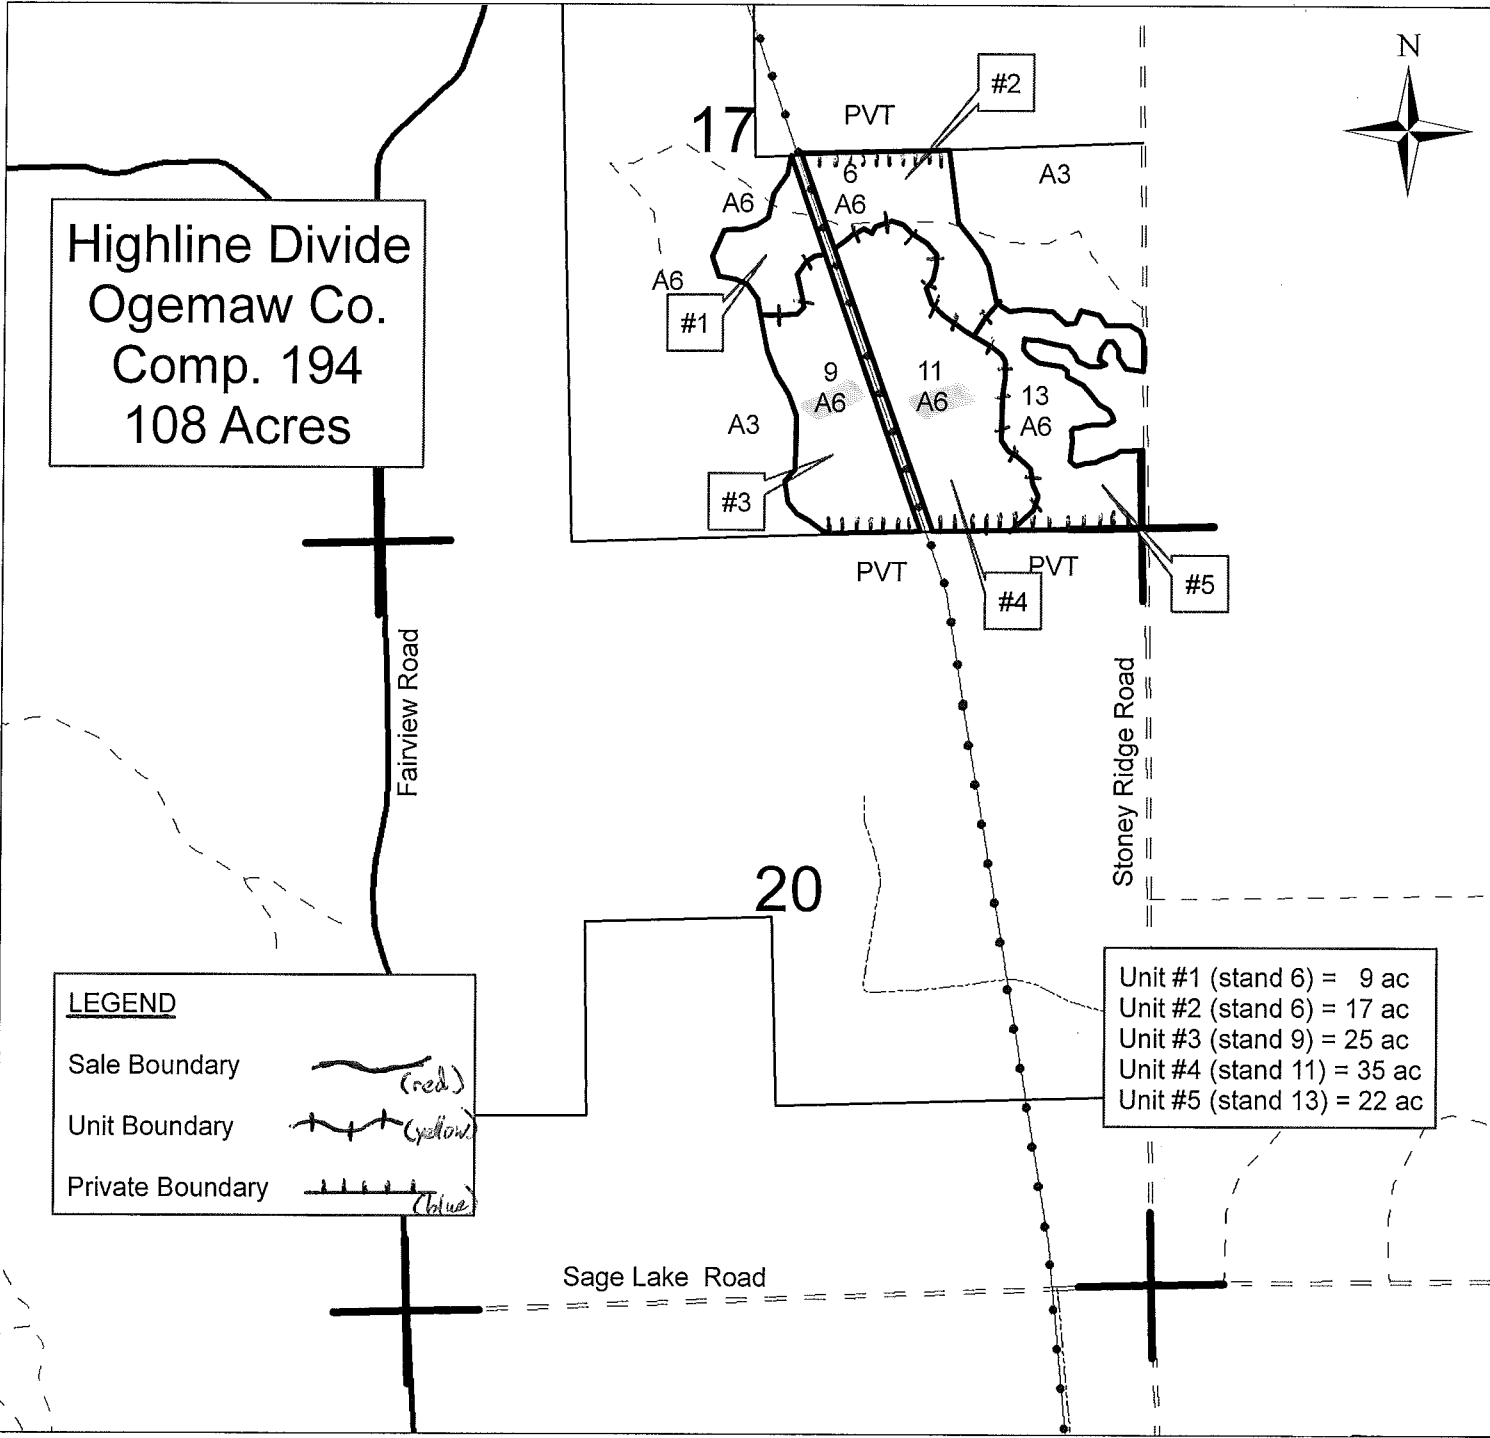 N
#2
PVT
17
6
A6
A6
A3
A6
#1
9
A6
11
A6
13
A6
A3
#3
PVT
PVT
#4
#5
Highline Divide
Ogemaw Co.
Comp. 194
108 Acres
Fairview Road
Stoney Ridge Road
20
LEGEND
Sale Boundary (red)
Unit Boundary (yellow)
Private Boundary (blue)
Unit #1 (stand 6) = 9 ac
Unit #2 (stand 6) = 17 ac
Unit #3 (stand 9) = 25 ac
Unit #4 (stand 11) = 35 ac
Unit #5 (stand 13) = 22 ac
Sage Lake Road